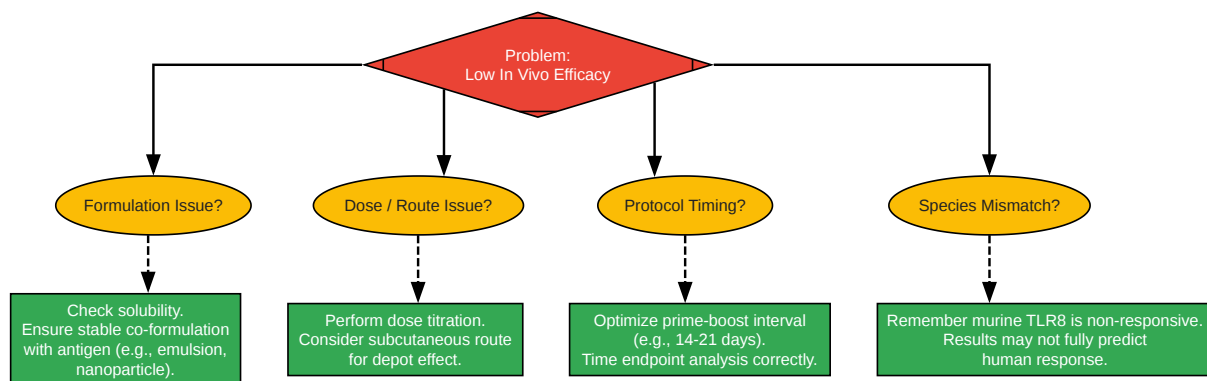 Problem:
Low In Vivo Efficacy
Formulation Issue?
Dose / Route Issue?
Protocol Timing?
Species Mismatch?
Check solubility.
Ensure stable co-formulation
with antigen (e.g., emulsion,
nanoparticle).
Perform dose titration.
Consider subcutaneous route
for depot effect.
Optimize prime-boost interval
(e.g., 14-21 days).
Time endpoint analysis correctly.
Remember murine TLR8 is non-responsive.
Results may not fully predict
human response.